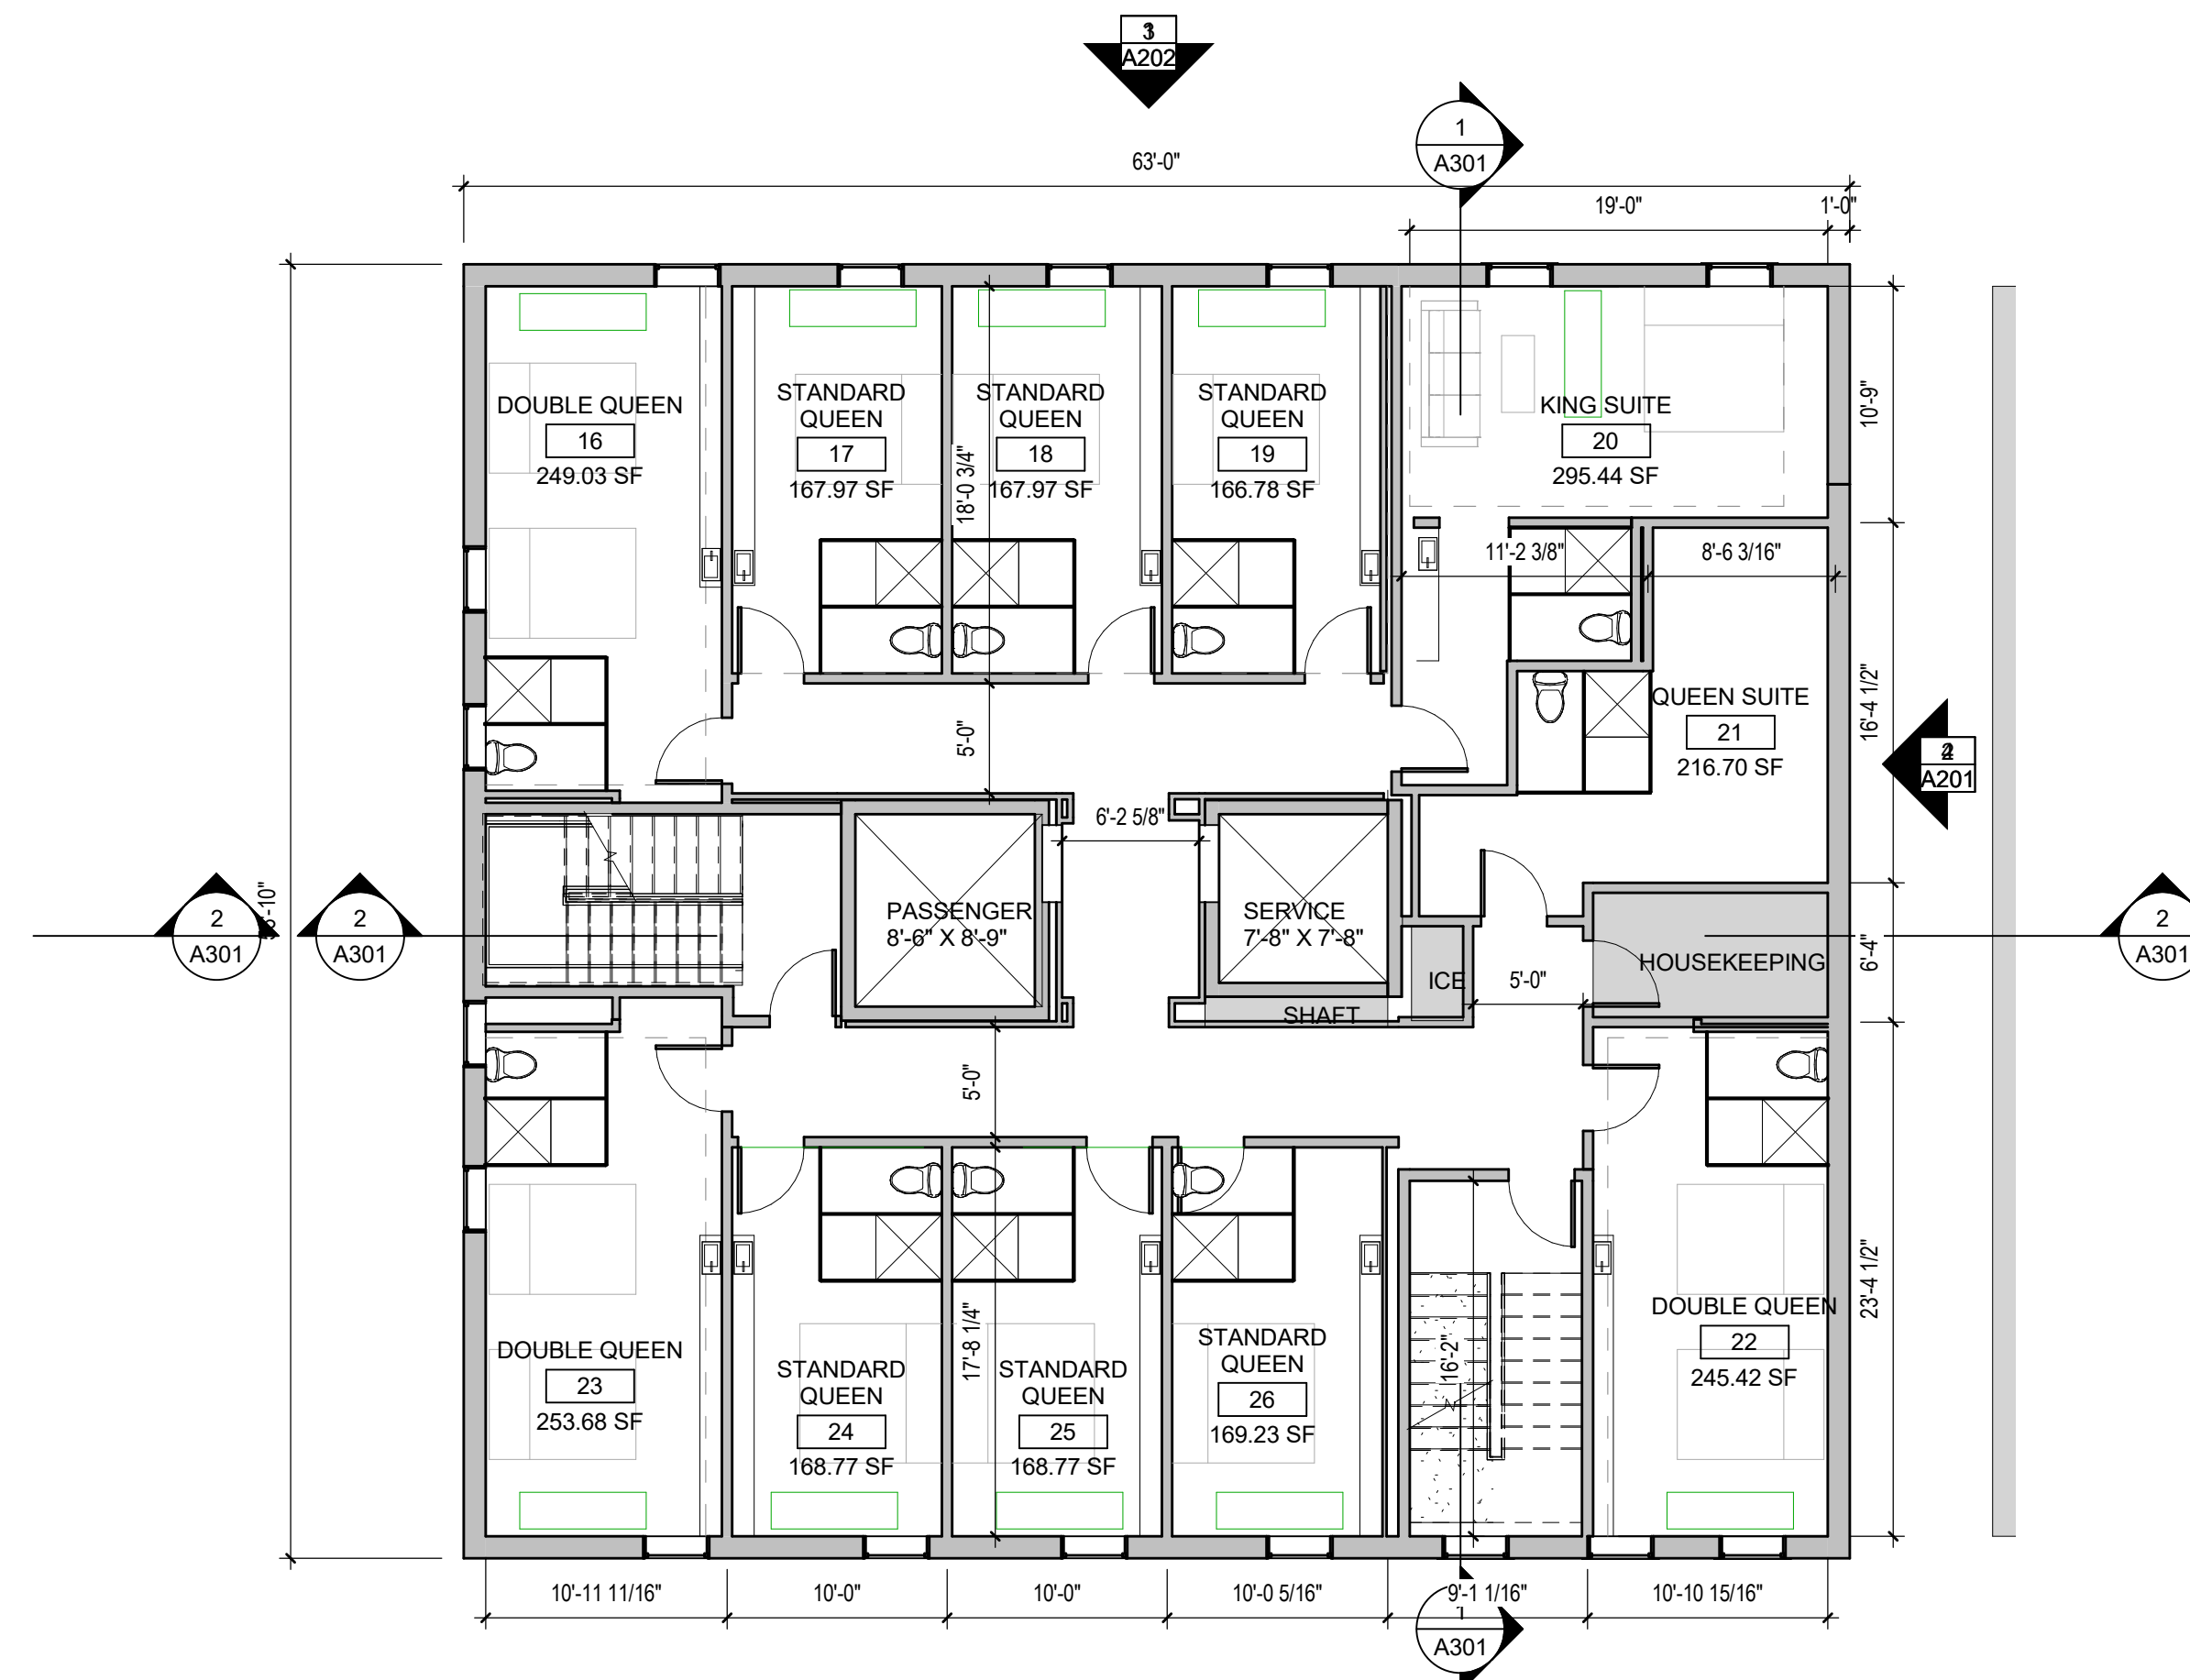 3
A202
1
A301
63'-0"
19'-0"
1'-0"
DOUBLE QUEEN
16
249.03 SF
STANDARD
QUEEN
17
167.97 SF
STANDARD
QUEEN
18
167.97 SF
STANDARD
QUEEN
19
166.78 SF
KING SUITE
20
295.44 SF
10'-9"
18'-0 3/4"
11'-2 3/8"
8'-6 3/16"
QUEEN SUITE
21
216.70 SF
16'-4 1/2"
A201
5'-0"
6'-2 5/8"
2
A301
2
A301
PASSENGER
8'-6" X 8'-9"
SERVICE
7'-8" X 7'-8"
ICE
5'-0"
HOUSEKEEPING
6'-4"
2
A301
SHAFT
5'-0"
DOUBLE QUEEN
23
253.68 SF
STANDARD
QUEEN
24
168.77 SF
17'-8 1/4"
STANDARD
QUEEN
25
168.77 SF
STANDARD
QUEEN
26
169.23 SF
16'-2"
DOUBLE QUEEN
22
245.42 SF
23'-4 1/2"
10'-11 11/16"
10'-0"
10'-0"
10'-0 5/16"
9'-1 1/16"
10'-10 15/16"
1
A301